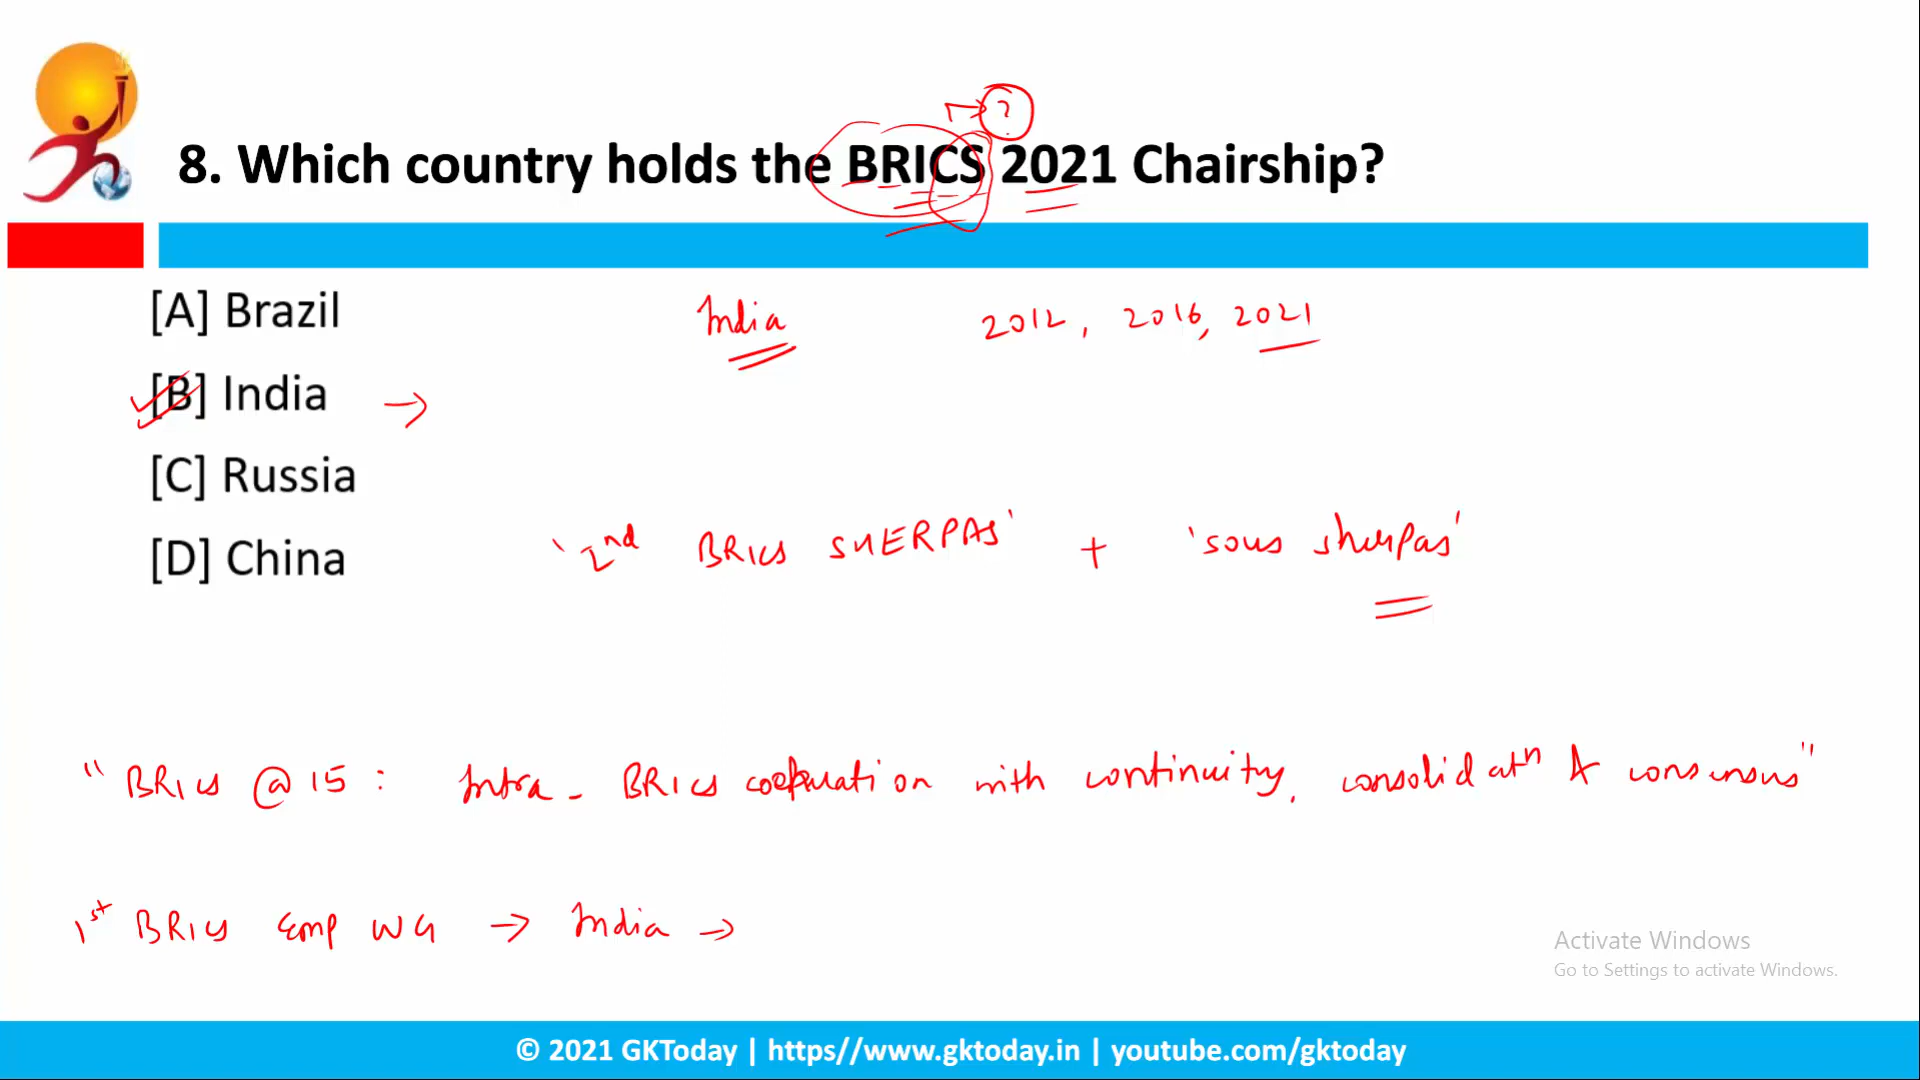 ?
8. Which country holds the BRICS 2021 Chairship?
[A] Brazil
India 2012, 2016, 2021
[B] India →
[C] Russia
'2nd BRICS SHERPAS' + 'sous sherpas'
[D] China
"BRICS @ 15 : Intra - BRICS cooperation with continuity, consolidatn & consensus"
1st BRICS Emp WG → India →
Activate Windows
Go to Settings to activate Windows.
© 2021 GKToday | https//www.gktoday.in | youtube.com/gktoday